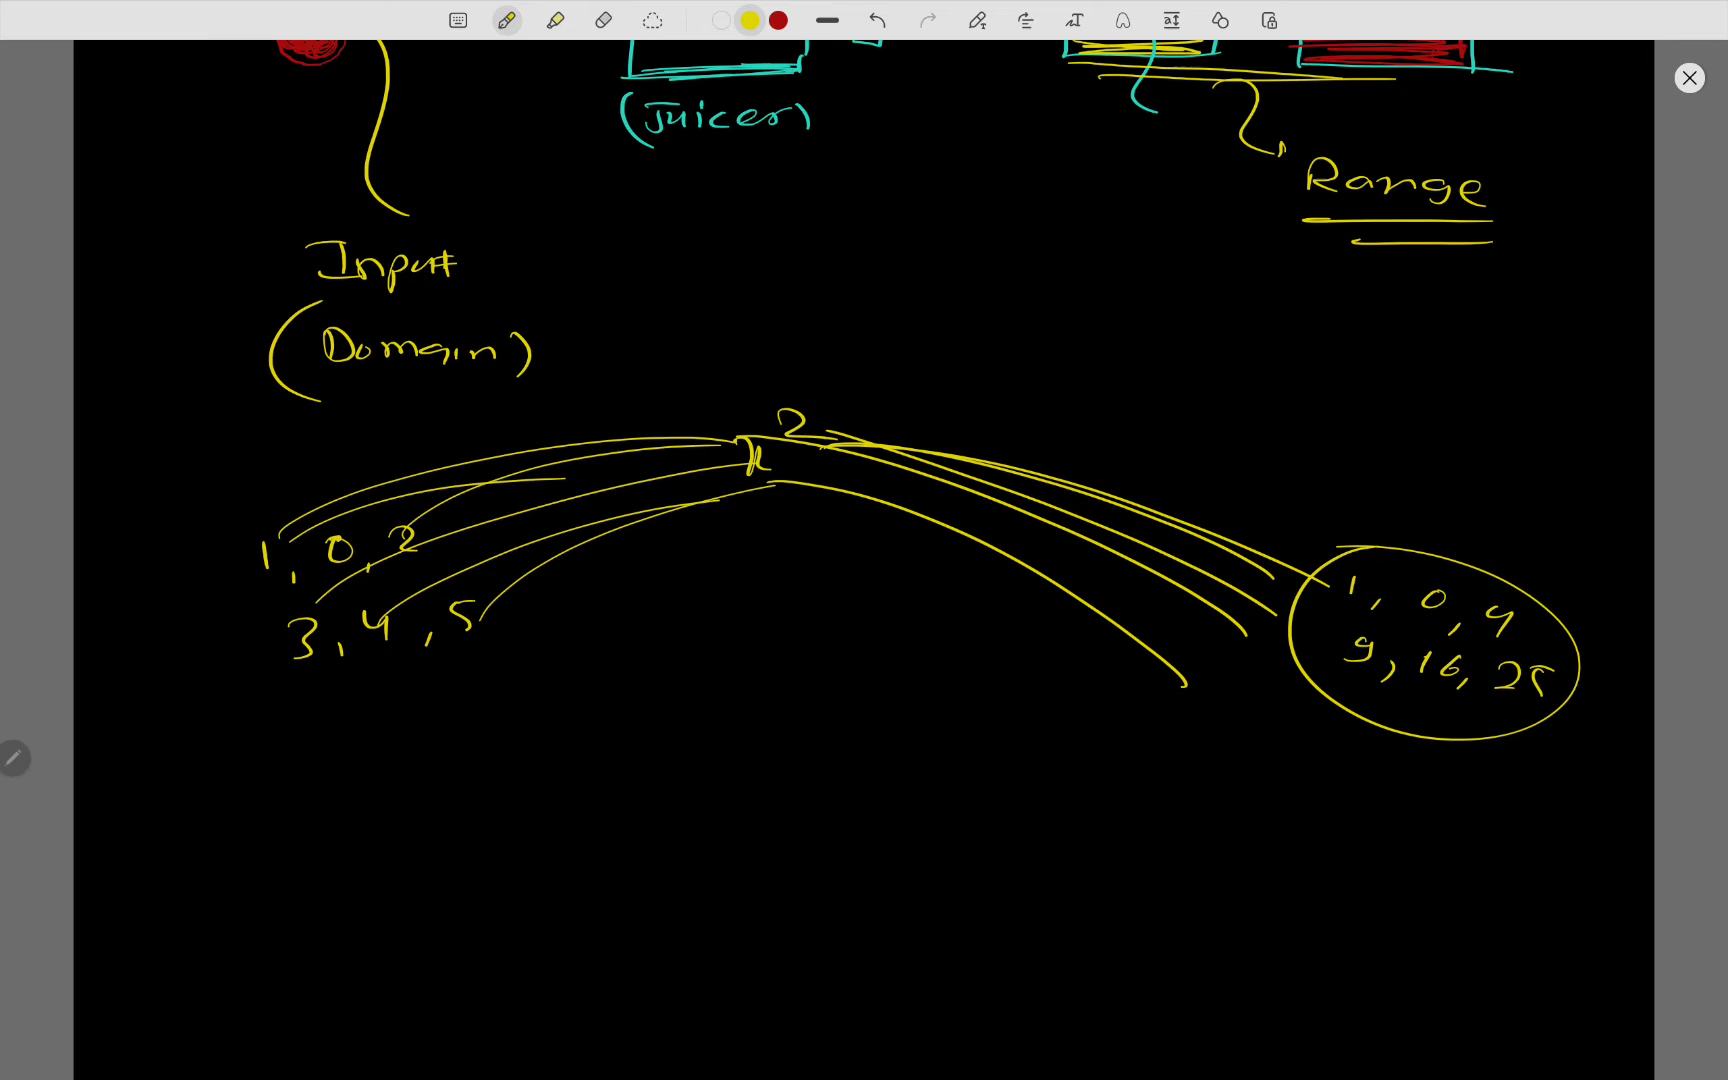 (Juicer)
Range
Input
(Domain)
x²
1, 0, 2
3, 4, 5
1, 0, 4
9, 16, 25